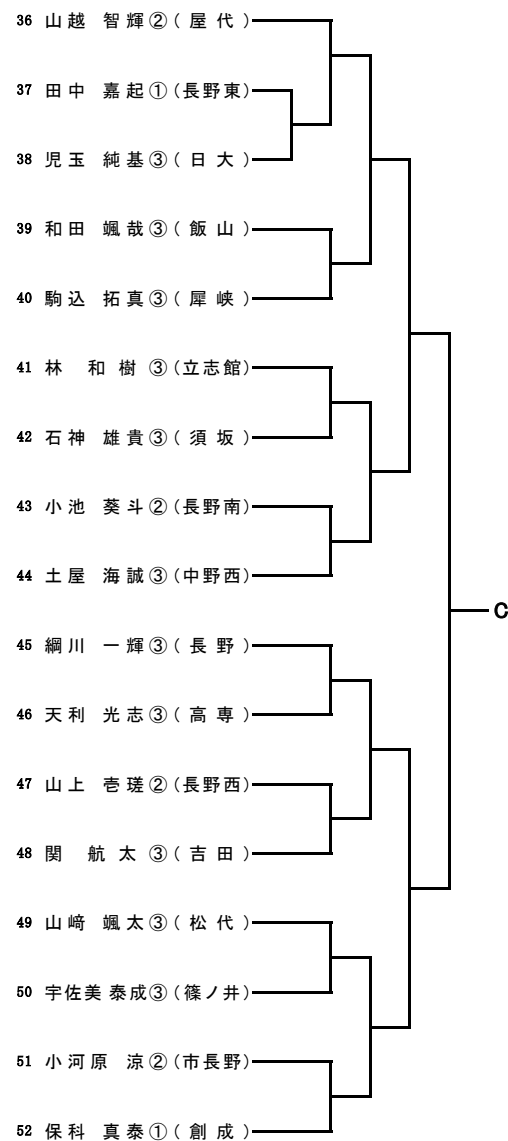 36 山越 智輝②(屋代)
37 田中 嘉起①(長野東)
38 児玉 純基③(日大)
39 和田 颯哉③(飯山)
40 駒込 拓真③(犀峡)
41 林 和樹 ③(立志館)
42 石神 雄貴③(須坂)
43 小池 葵斗②(長野南)
44 土屋 海誠③(中野西)
C
45 綱川 一輝③(長野)
46 天利 光志③(高専)
47 山上 壱瑳②(長野西)
48 関 航太 ③(吉田)
49 山﨑 颯太③(松代)
50 宇佐美 泰成③(篠ノ井)
51 小河原 涼②(市長野)
52 保科 真泰①(創成)